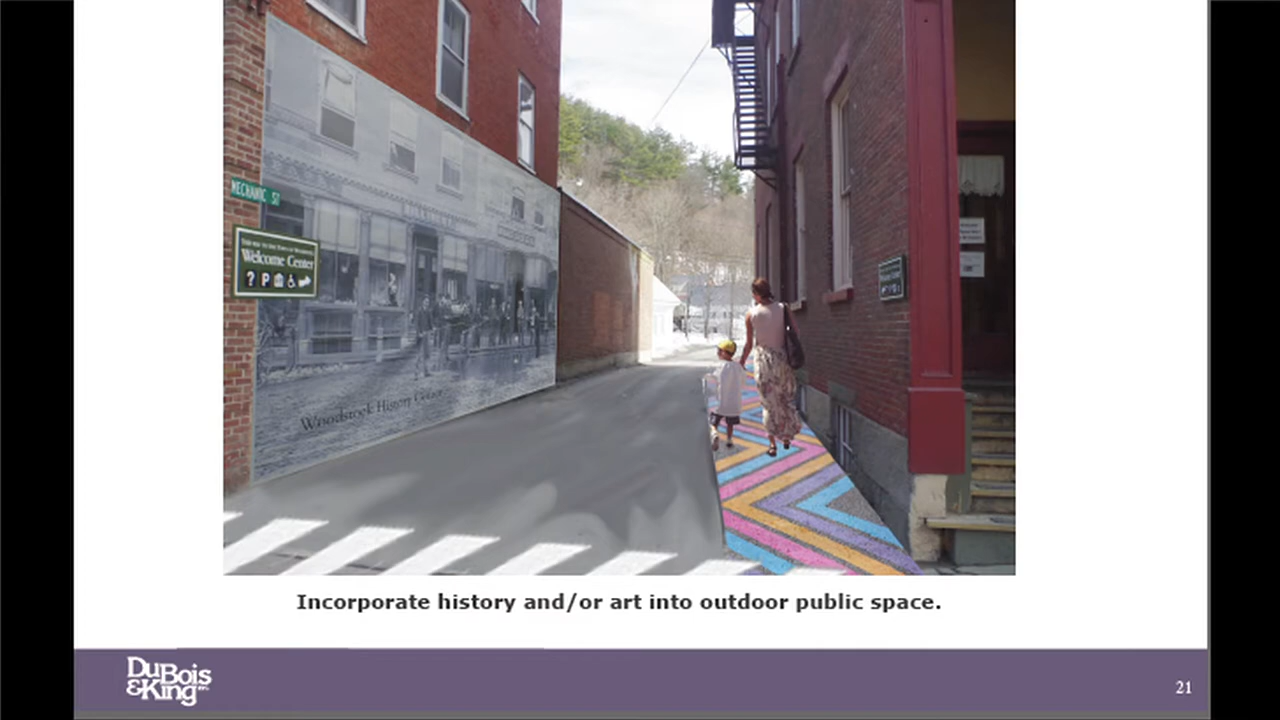 MECHANIC ST
Welcome Center
? P
Woodstock History Center
Incorporate history and/or art into outdoor public space.
DuBois
&King
21